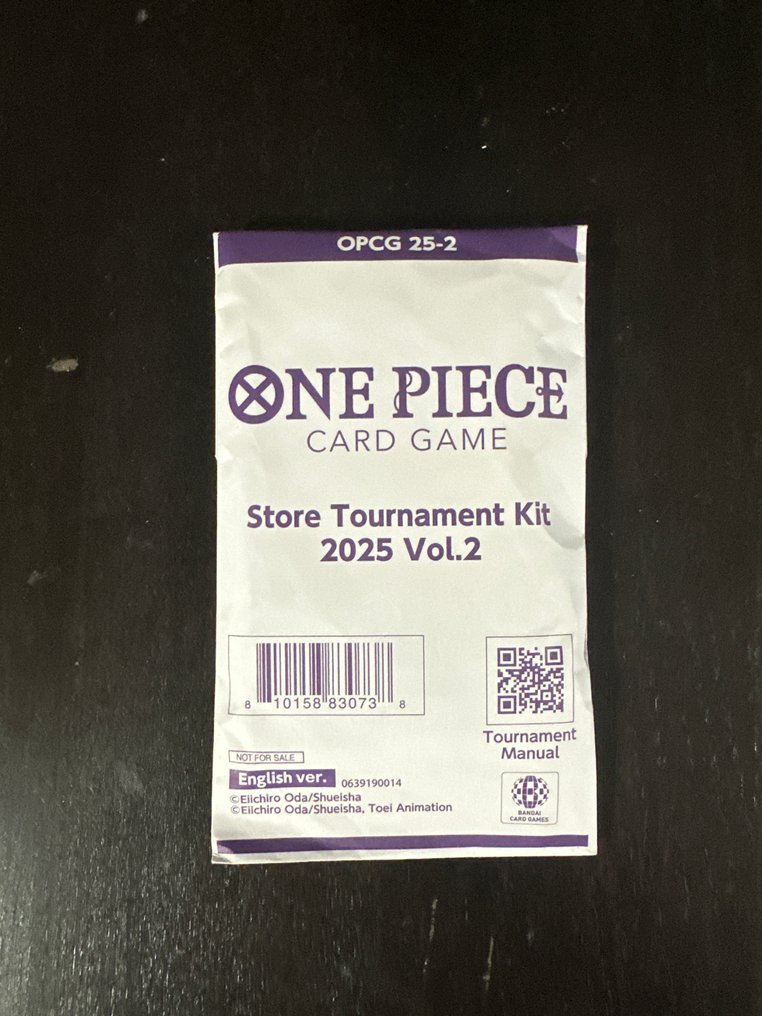 OPCG 25-2
ONE PIECE
CARD GAME
Store Tournament Kit
2025 Vol.2
8 10158 83073 8
Tournament
Manual
NOT FOR SALE
English ver. 0639190014
©Eiichiro Oda/Shueisha
©Eiichiro Oda/Shueisha, Toei Animation
B
BANDAI
CARD GAMES